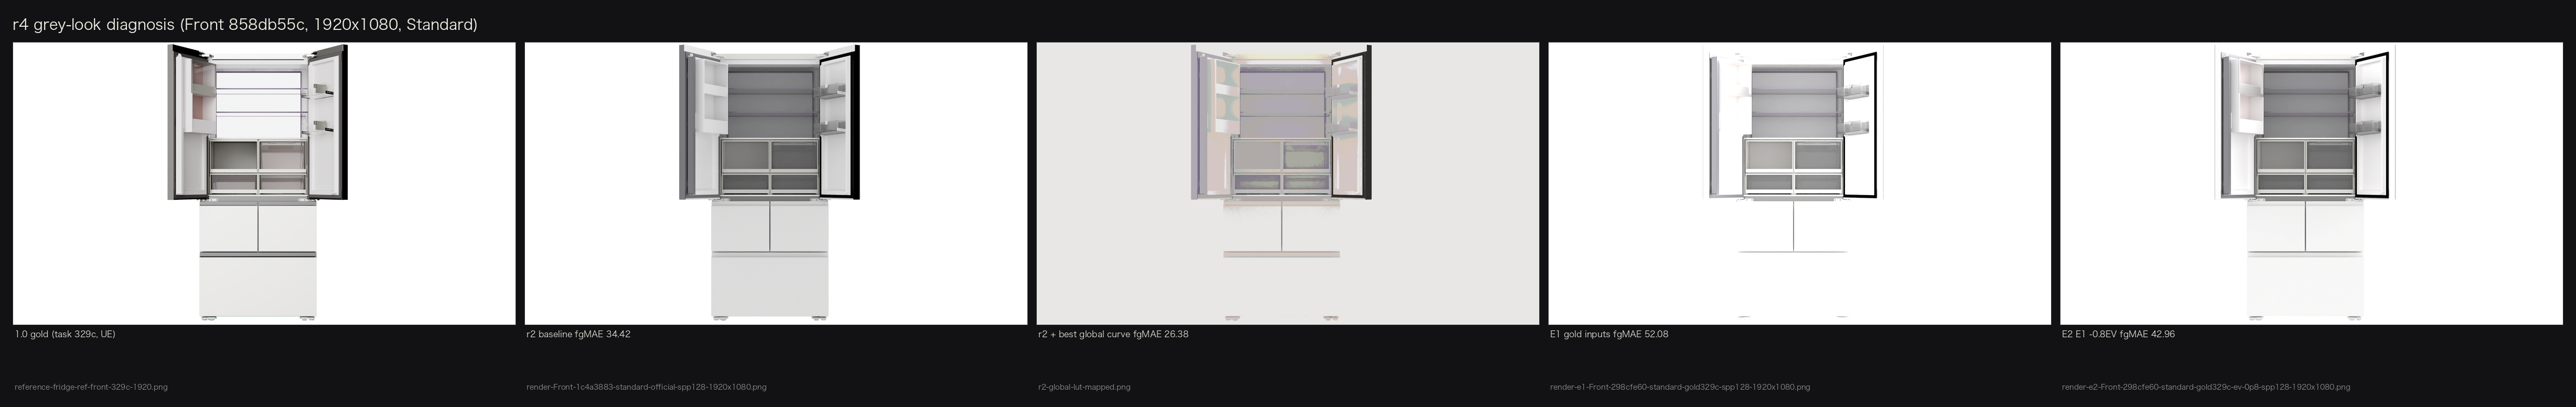 r4 grey-look diagnosis (Front 858db55c, 1920x1080, Standard)
1.0 gold (task 329c, UE)
r2 baseline fgMAE 34.42
r2 + best global curve fgMAE 26.38
E1 gold inputs fgMAE 52.08
E2 E1 -0.8EV fgMAE 42.96
reference-fridge-ref-front-329c-1920.png
render-Front-1c4a3883-standard-official-spp128-1920x1080.png
r2-global-lut-mapped.png
render-e1-Front-298cfe60-standard-gold329c-spp128-1920x1080.png
render-e2-Front-298cfe60-standard-gold329c-ev-0p8-spp128-1920x1080.png